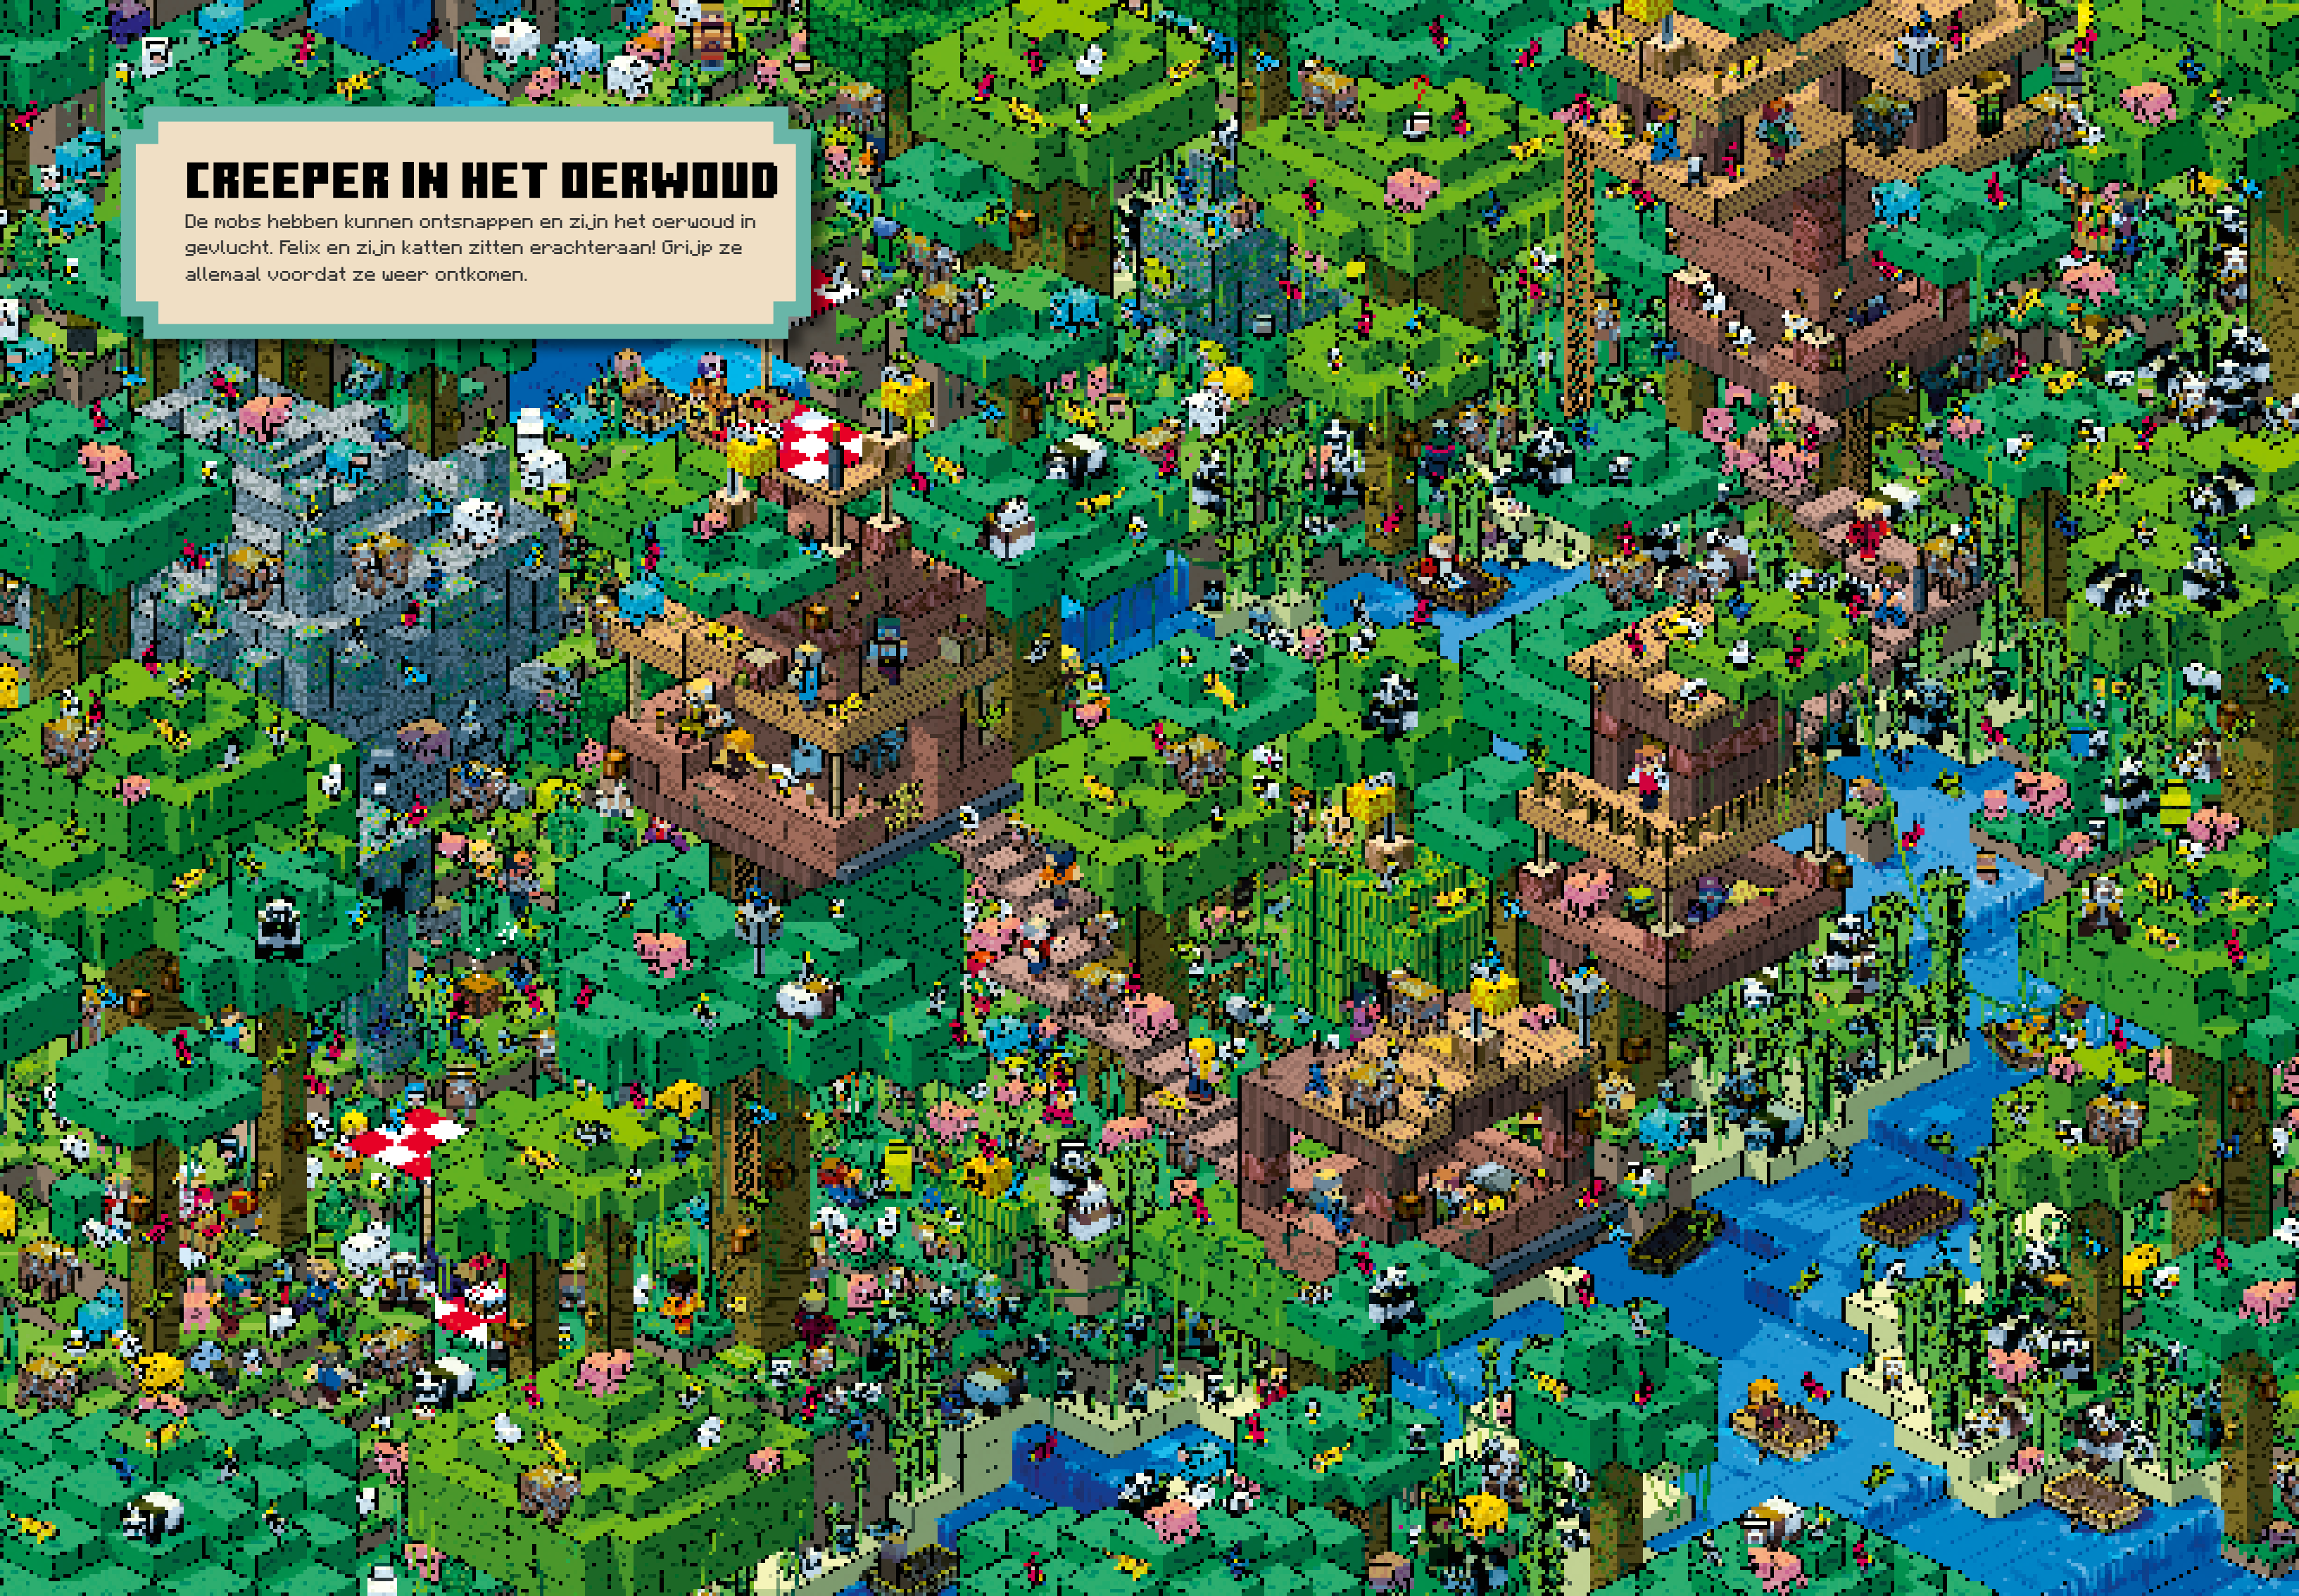 CREEPER IN HET OERWOUD
De mobs hebben kunnen ontsnappen en zijn het oerwoud in
gevlucht. Felix en zijn katten zitten erachteraan! Grijp ze
allemaal voordat ze weer ontkomen.